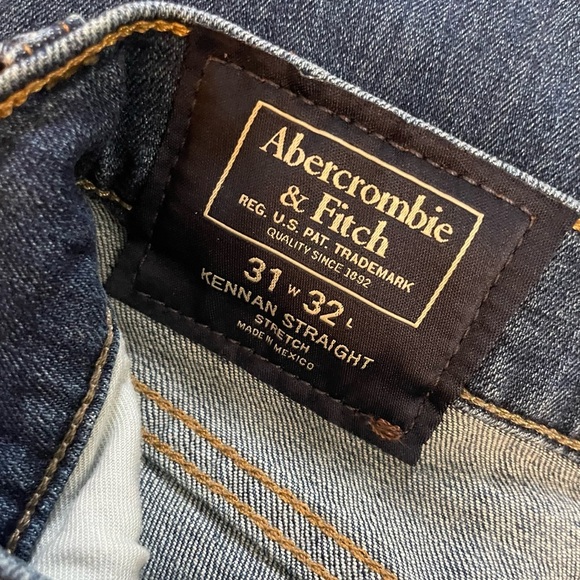 Abercrombie
& Fitch
REG. U.S. PAT. TRADEMARK
QUALITY SINCE 1892
31 W 32 L
KENNAN STRAIGHT
STRETCH
MADE IN MEXICO